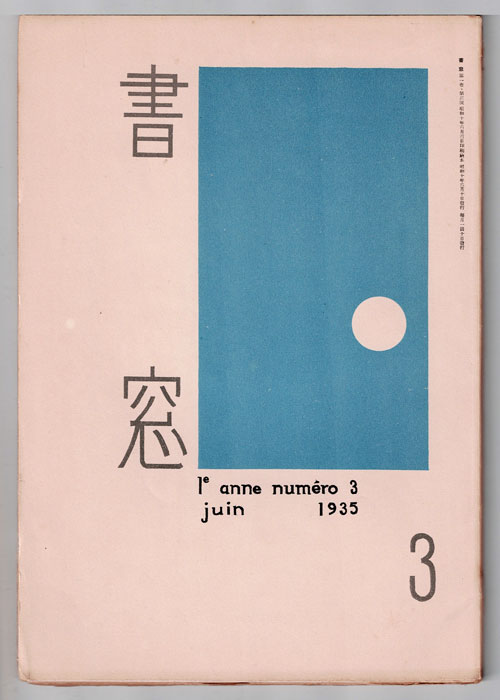 書窓
1e anne numéro 3
juin 1935
3